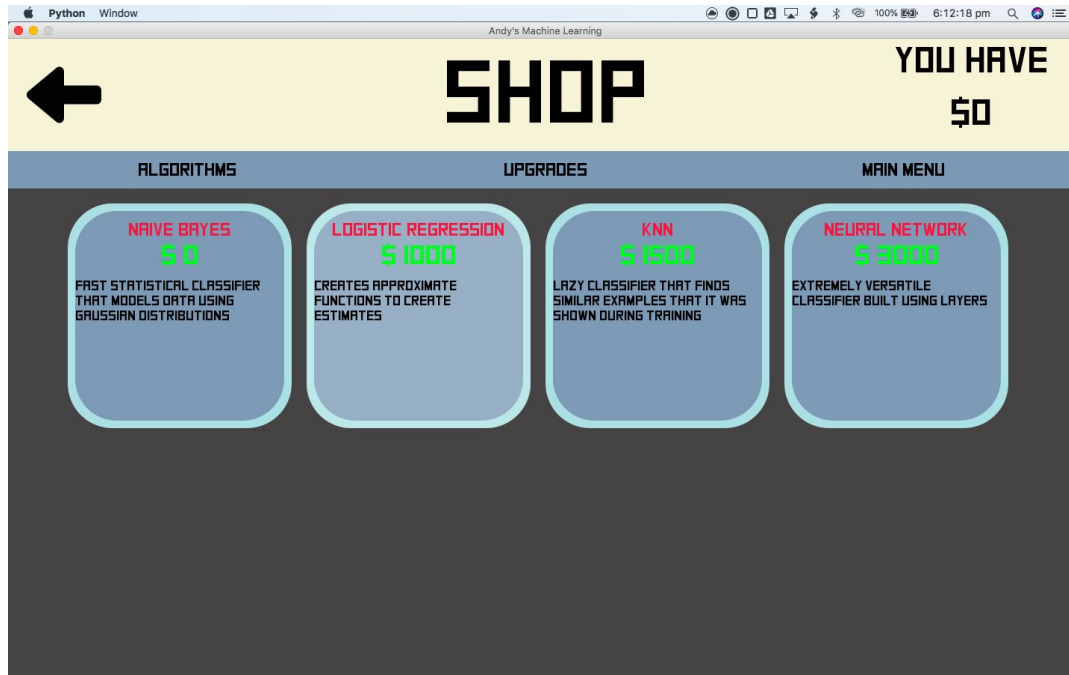 Python Window 100% 6:12:18 pm
Andy's Machine Learning
SHOP
YOU HAVE
$0
ALGORITHMS UPGRADES MAIN MENU
NAIVE BAYES
$ 0
FAST STATISTICAL CLASSIFIER
THAT MODELS DATA USING
GAUSSIAN DISTRIBUTIONS
LOGISTIC REGRESSION
$ 1000
CREATES APPROXIMATE
FUNCTIONS TO CREATE
ESTIMATES
KNN
$ 1500
LAZY CLASSIFIER THAT FINDS
SIMILAR EXAMPLES THAT IT WAS
SHOWN DURING TRAINING
NEURAL NETWORK
$ 3000
EXTREMELY VERSATILE
CLASSIFIER BUILT USING LAYERS